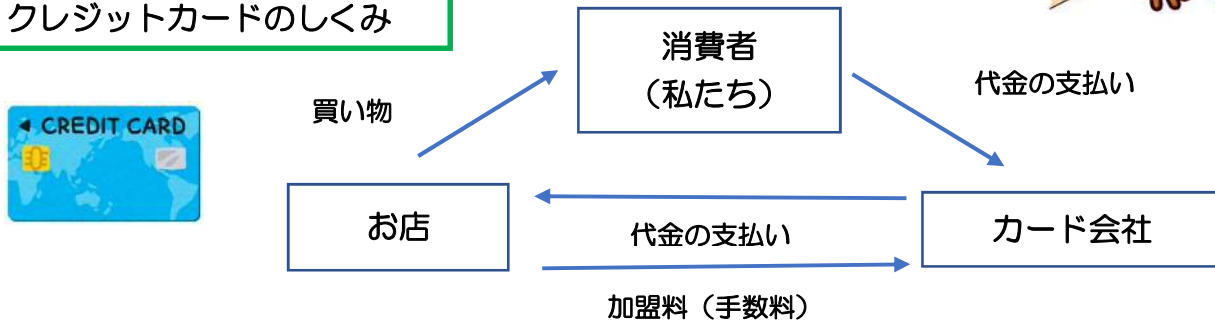 クレジットカードのしくみ
消費者
（私たち）
代金の支払い
買い物
CREDIT CARD
お店
代金の支払い
カード会社
加盟料（手数料）